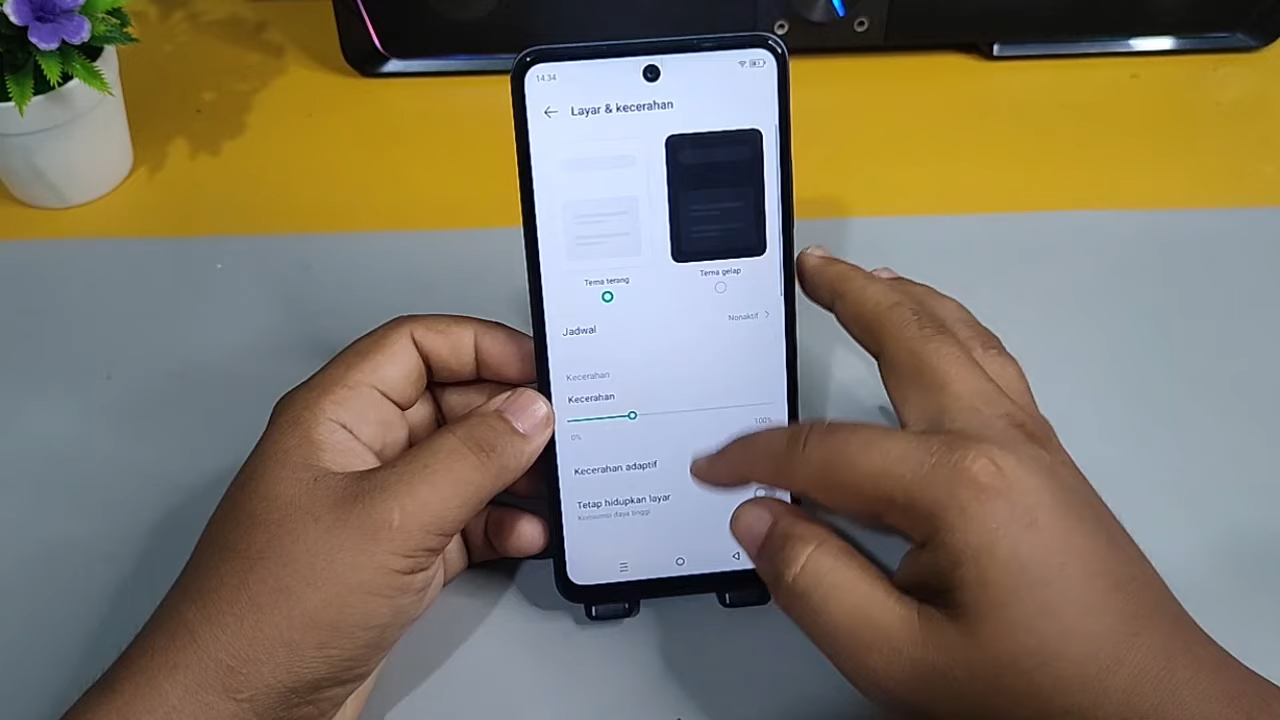 14.34
Layar & kecerahan
Tema terang
Tema gelap
Jadwal
Nonaktif
Kecerahan
Kecerahan
0%
100%
Kecerahan adaptif
Tetap hidupkan layar
Konsumsi daya tinggi